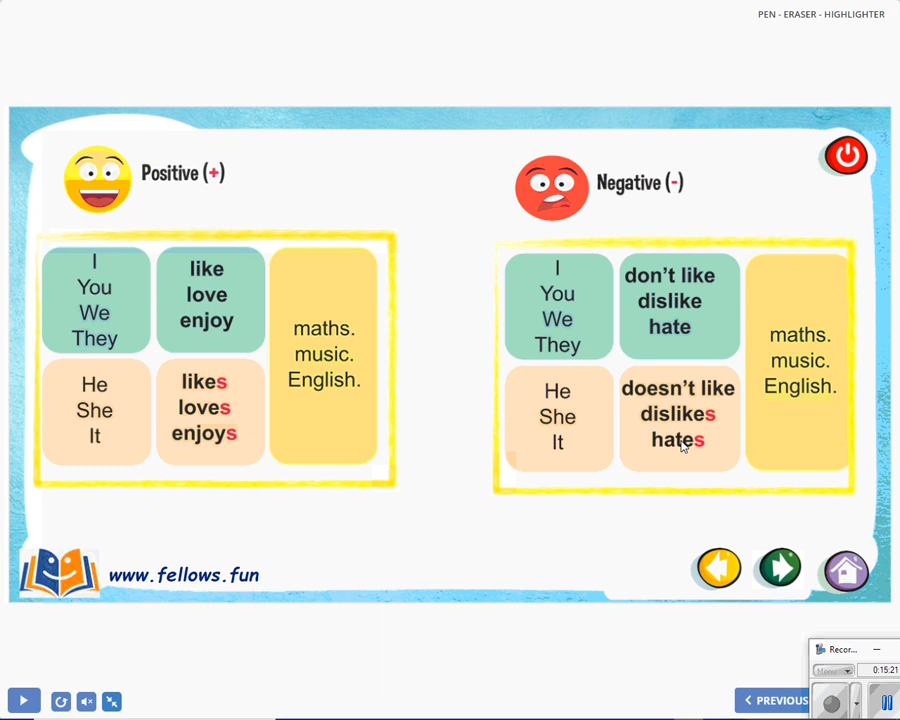 PEN - ERASER - HIGHLIGHTER
Positive (+)
I
You
We
They
like
love
enjoy
He
She
It
likes
loves
enjoys
maths.
music.
English.
Negative (-)
I
You
We
They
don't like
dislike
hate
He
She
It
doesn't like
dislikes
hates
maths.
music.
English.
www.fellows.fun
Recor...
0:15:21
PREVIOUS